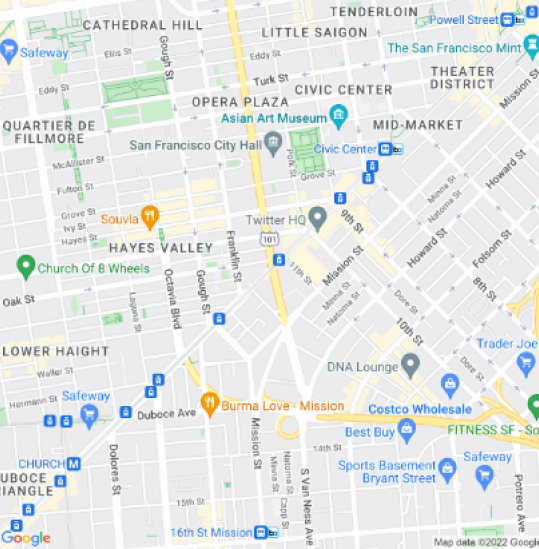 TENDERLOIN
Powell Street
CATHEDRAL HILL
LITTLE SAIGON
Safeway
Ellis St
Gough St
Eddy St
The San Francisco Mint
THEATER
DISTRICT
Mission St
Turk St
Eddy St
CIVIC CENTER
OPERA PLAZA
Asian Art Museum
QUARTIER DE
FILLMORE
MID-MARKET
San Francisco City Hall
Polk St
Civic Center
McAllister St
Howard St
Grove St
Fulton St
Minna St
Natoma St
Grove St
Souvla
Twitter HQ
9th St
Ivy St
Hayes St
HAYES VALLEY
Franklin St
101
Howard St
Folsom St
Church Of 8 Wheels
11th St
Mission St
8th St
Octavia Blvd
Gough St
Oak St
Laguna St
Minna St
Natoma St
Dore St
10th St
LOWER HAIGHT
Trader Joe
Waller St
DNA Lounge
Dore St
Safeway
Hermann St
Duboce Ave
Burma Love - Mission
Costco Wholesale
Best Buy
FITNESS SF - So
Dolores St
Mission St
14th St
CHURCH M
Natoma St
Minna St
S Van Ness Ave
Sports Basement
Bryant Street
Safeway
DUBOCE
TRIANGLE
Capp St
Potrero Ave
15th St
16th St Mission
Google
Map data ©2022 Google